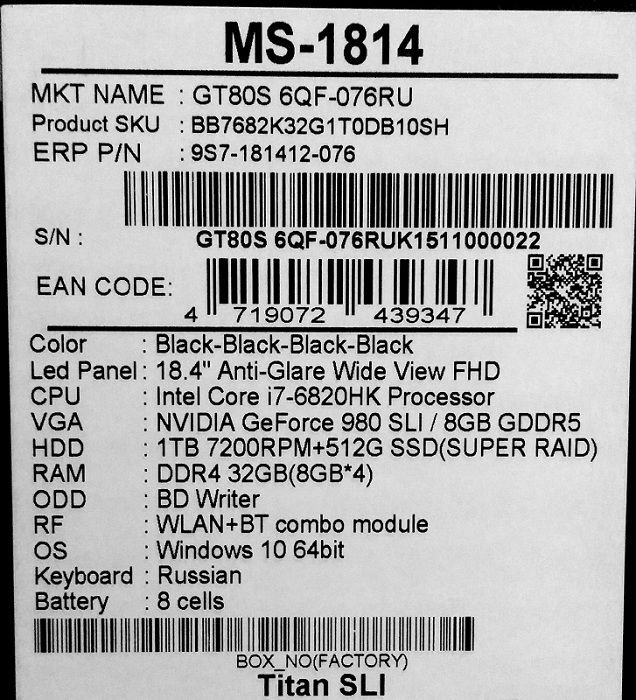 MS-1814
MKT NAME : GT80S 6QF-076RU
Product SKU : BB7682K32G1T0DB10SH
ERP P/N : 9S7-181412-076
S/N : GT80S 6QF-076RUK1511000022
EAN CODE:
4 719072 439347
Color : Black-Black-Black-Black
Led Panel : 18.4" Anti-Glare Wide View FHD
CPU : Intel Core i7-6820HK Processor
VGA : NVIDIA GeForce 980 SLI / 8GB GDDR5
HDD : 1TB 7200RPM+512G SSD(SUPER RAID)
RAM : DDR4 32GB(8GB*4)
ODD : BD Writer
RF : WLAN+BT combo module
OS : Windows 10 64bit
Keyboard : Russian
Battery : 8 cells
BOX_NO(FACTORY)
Titan SLI